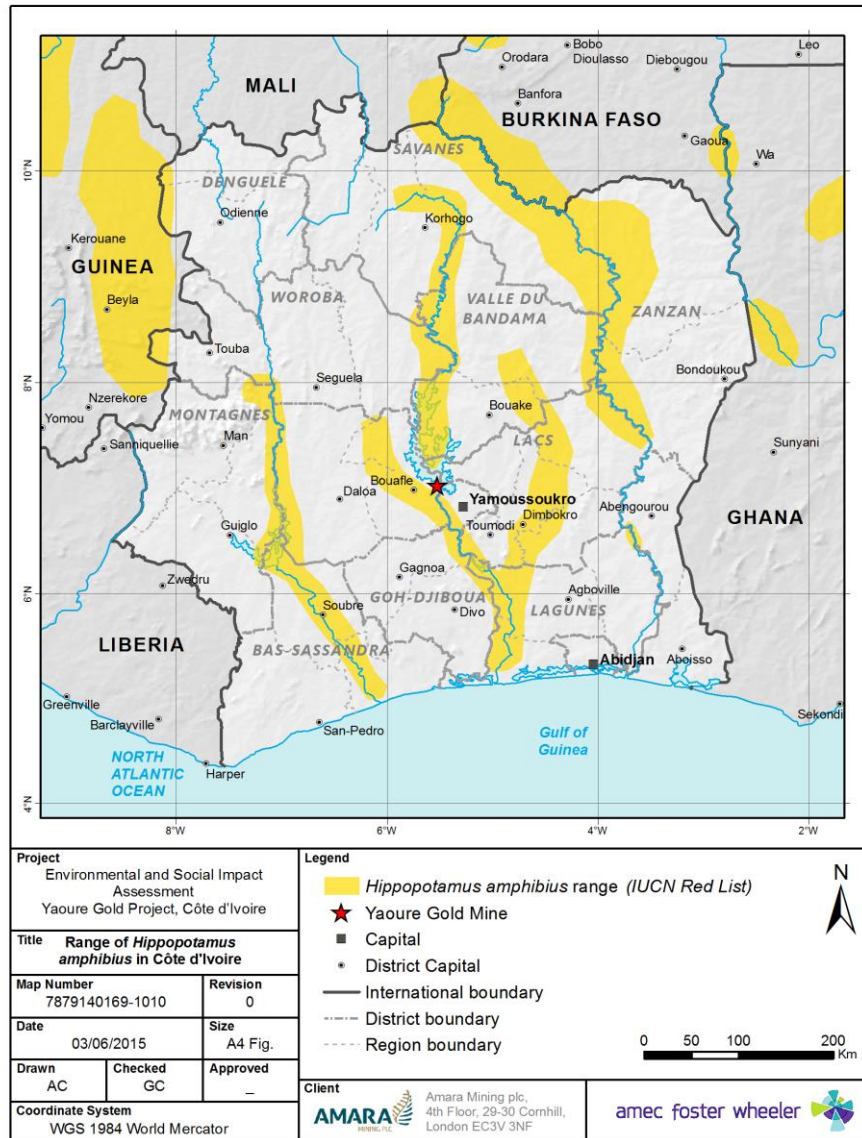 Bobo
Dioulasso
Leo
Orodara
Diebougou
MALI
Banfora
BURKINA FASO
Gaoua
Wa
10°N
SAVANES
DENGUELE
Odienne
Korhogo
Kerouane
GUINEA
Beyla
WOROBA
VALLE DU
BANDAMA
ZANZAN
Touba
Bondoukou
8°N
Seguela
Nzerekore
MONTAGNES
Bouake
Yomou
Sanniquellie
Man
LACS
Sunyani
Bouafle
Daloa
Yamoussoukro
Dimbokro
Abengourou
Toumodi
GHANA
Guiglo
6°N
Zwedru
Gagnoa
GOH-DJIBOUA
Agboville
Soubre
Divo
LAGUNES
LIBERIA
BAS-SASSANDRA
Abidjan
Aboisso
Greenville
Barclayville
San-Pedro
Gulf of
Guinea
Sekondi
NORTH
ATLANTIC
OCEAN
Harper
4°N
4°N
6°N
8°N
10°N
8°W
6°W
4°W
2°W
Project
Environmental and Social Impact
Assessment
Yaoure Gold Project, Côte d'Ivoire
Title Range of Hippopotamus
amphibius in Côte d'Ivoire
Map Number
7879140169-1010
Revision
0
Date
03/06/2015
Size
A4 Fig.
Drawn
AC
Checked
GC
Approved
_
Coordinate System
WGS 1984 World Mercator
Legend
Hippopotamus amphibius range (IUCN Red List)
Yaoure Gold Mine
Capital
District Capital
International boundary
District boundary
Region boundary
N
0 50 100 200
Km
Client
AMARA
MINING PLC
Amara Mining plc,
4th Floor, 29-30 Cornhill,
London EC3V 3NF
amec foster wheeler